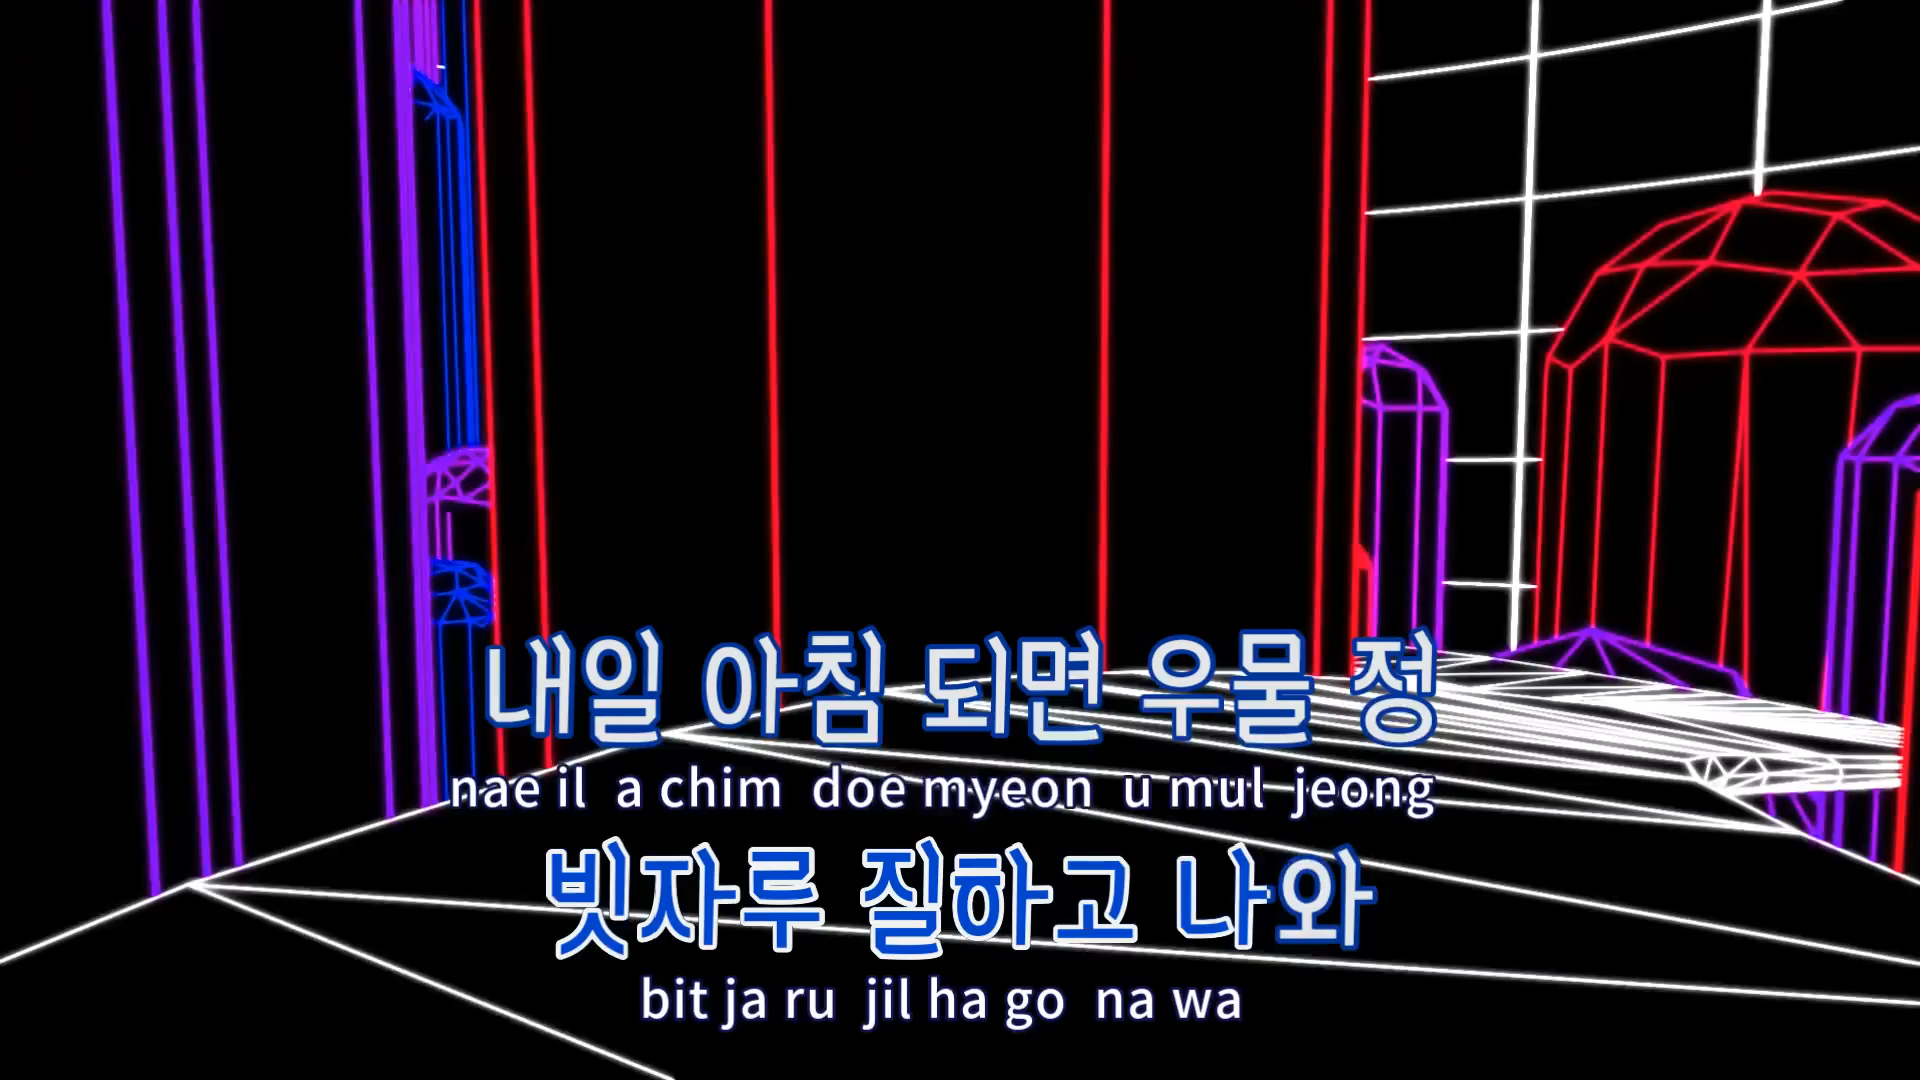 내일 아침 되면 우물 정
nae il a chim doe myeon u mul jeong
빗자루 질하고 나와
bit ja ru jil ha go na wa